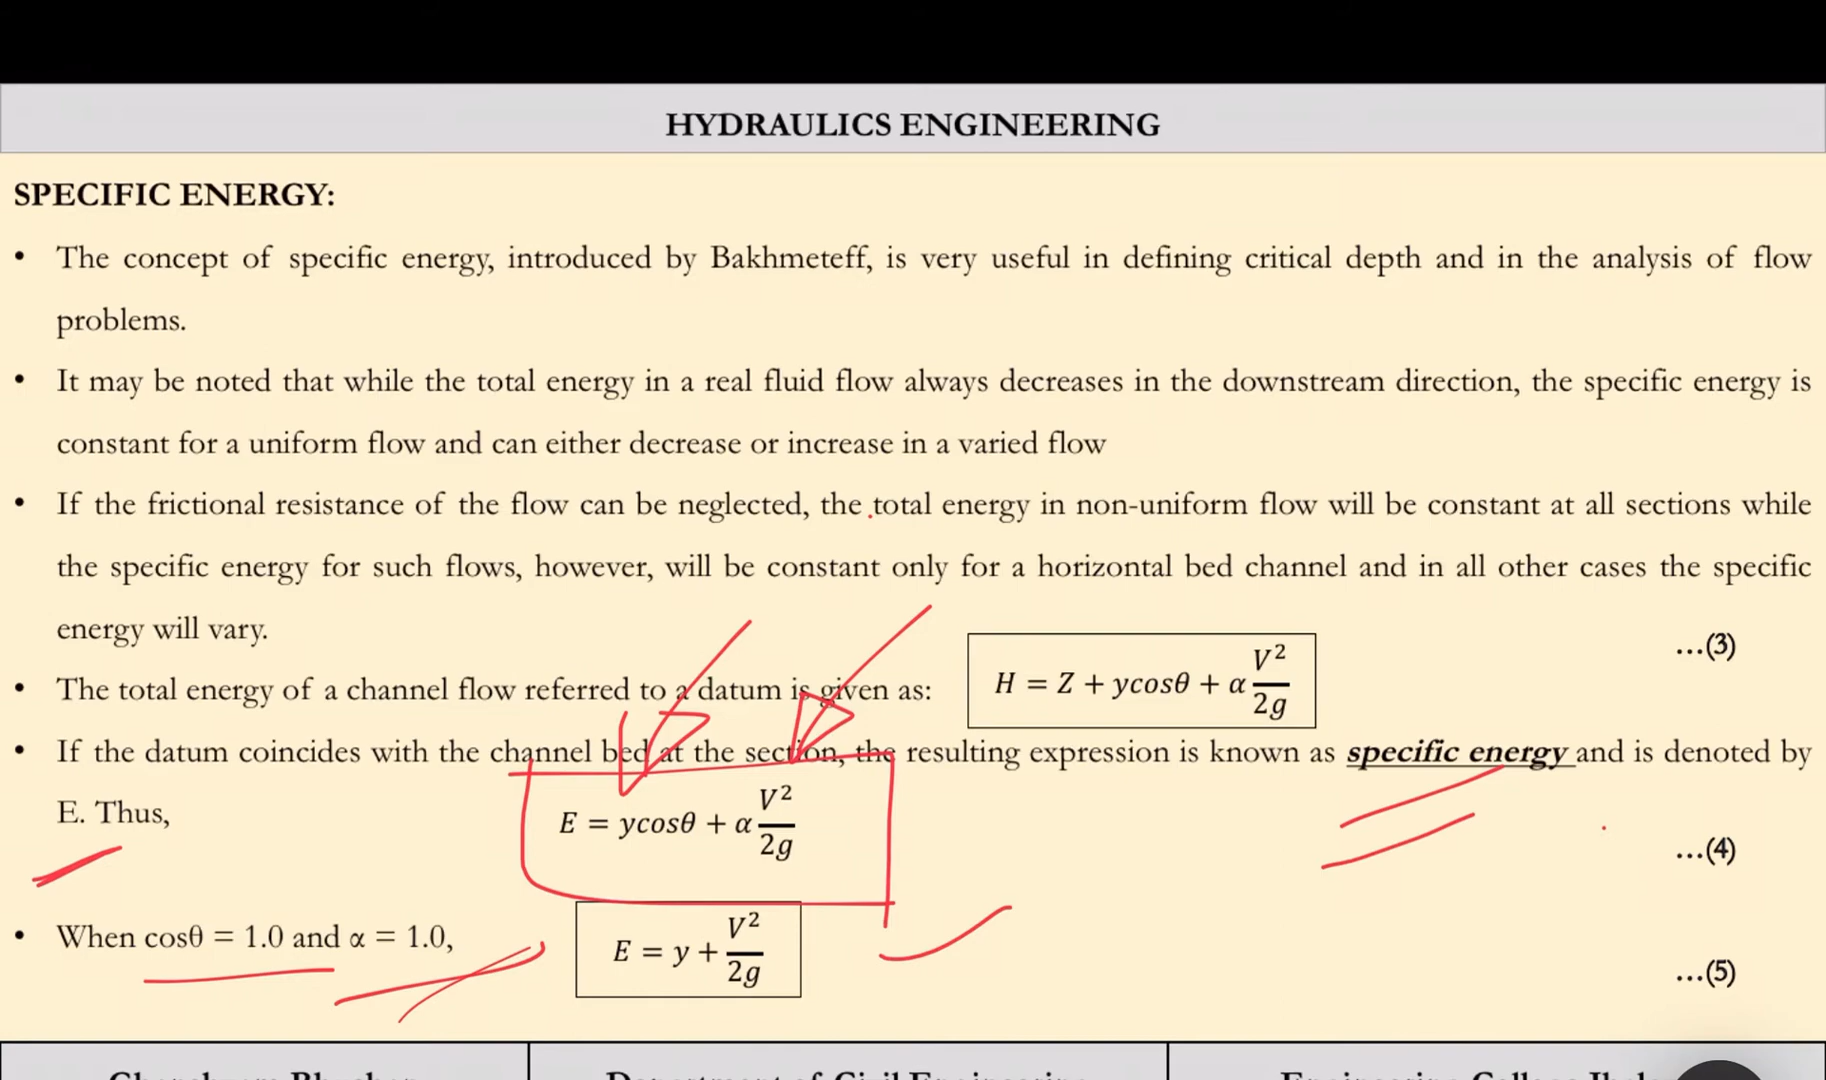 HYDRAULICS ENGINEERING
SPECIFIC ENERGY:
• The concept of specific energy, introduced by Bakhmeteff, is very useful in defining critical depth and in the analysis of flow
problems.
• It may be noted that while the total energy in a real fluid flow always decreases in the downstream direction, the specific energy is
constant for a uniform flow and can either decrease or increase in a varied flow
• If the frictional resistance of the flow can be neglected, the total energy in non-uniform flow will be constant at all sections while
the specific energy for such flows, however, will be constant only for a horizontal bed channel and in all other cases the specific
energy will vary.
• The total energy of a channel flow referred to a datum is given as: H = Z + ycosθ + α V²/2g ...(3)
• If the datum coincides with the channel bed at the section, the resulting expression is known as specific energy and is denoted by
E. Thus,
E = ycosθ + α V²/2g ...(4)
• When cosθ = 1.0 and α = 1.0, E = y + V²/2g ...(5)
Department of Civil Engineering
Engineering College